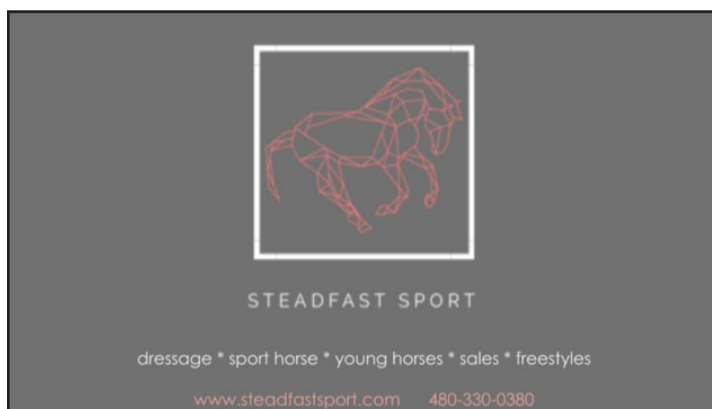 STEADFAST SPORT
dressage * sport horse * young horses * sales * freestyles
www.steadfastsport.com 480-330-0380